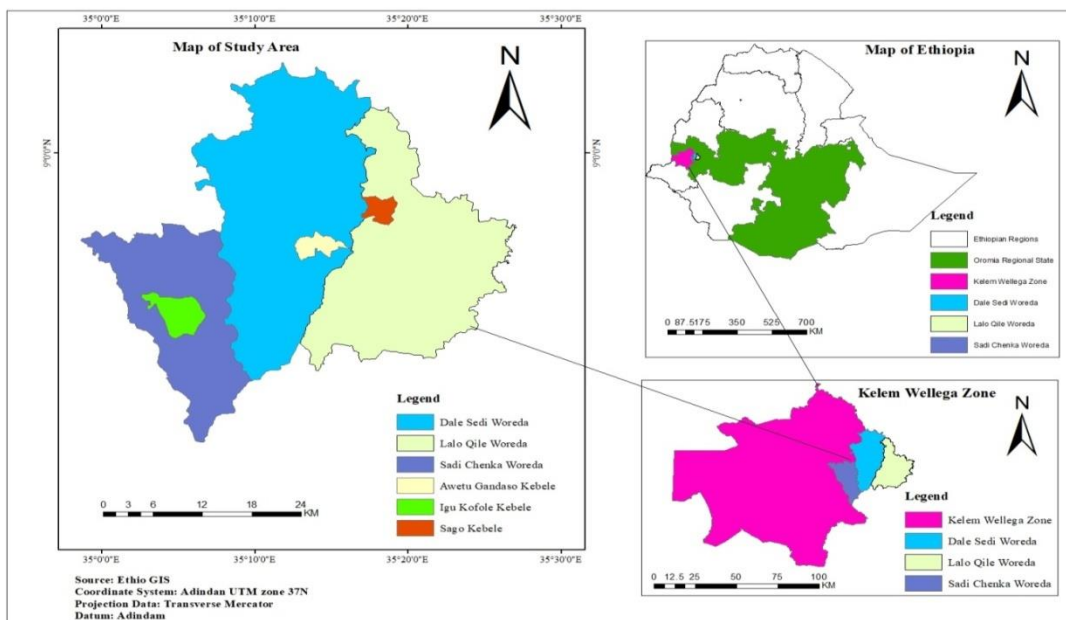 35°0'0"E
35°10'0"E
35°20'0"E
35°30'0"E
Map of Study Area
N
9°0'0"N
Legend
Dale Sedi Woreda
Lalo Qile Woreda
Sadi Chenka Woreda
Awetu Gandaso Kebele
Igu Kofole Kebele
Sago Kebele
0 3 6 12 18 24
KM
35°0'0"E
35°10'0"E
35°20'0"E
35°30'0"E
Source: Ethio GIS
Coordinate System: Adindan UTM zone 37N
Projection Data: Transverse Mercator
Datum: Adindam
Map of Ethiopia
N
9°0'0"N
Legend
Ethiopian Regions
Oromia Regional State
Kelem Wellega Zone
Dale Sedi Woreda
Lalo Qile Woreda
Sadi Chenka Woreda
0 87.5175 350 525 700
KM
Kelem Wellega Zone
N
Legend
Kelem Wellega Zone
Dale Sedi Woreda
Lalo Qile Woreda
Sadi Chenka Woreda
0 12.5 25 50 75 100
KM